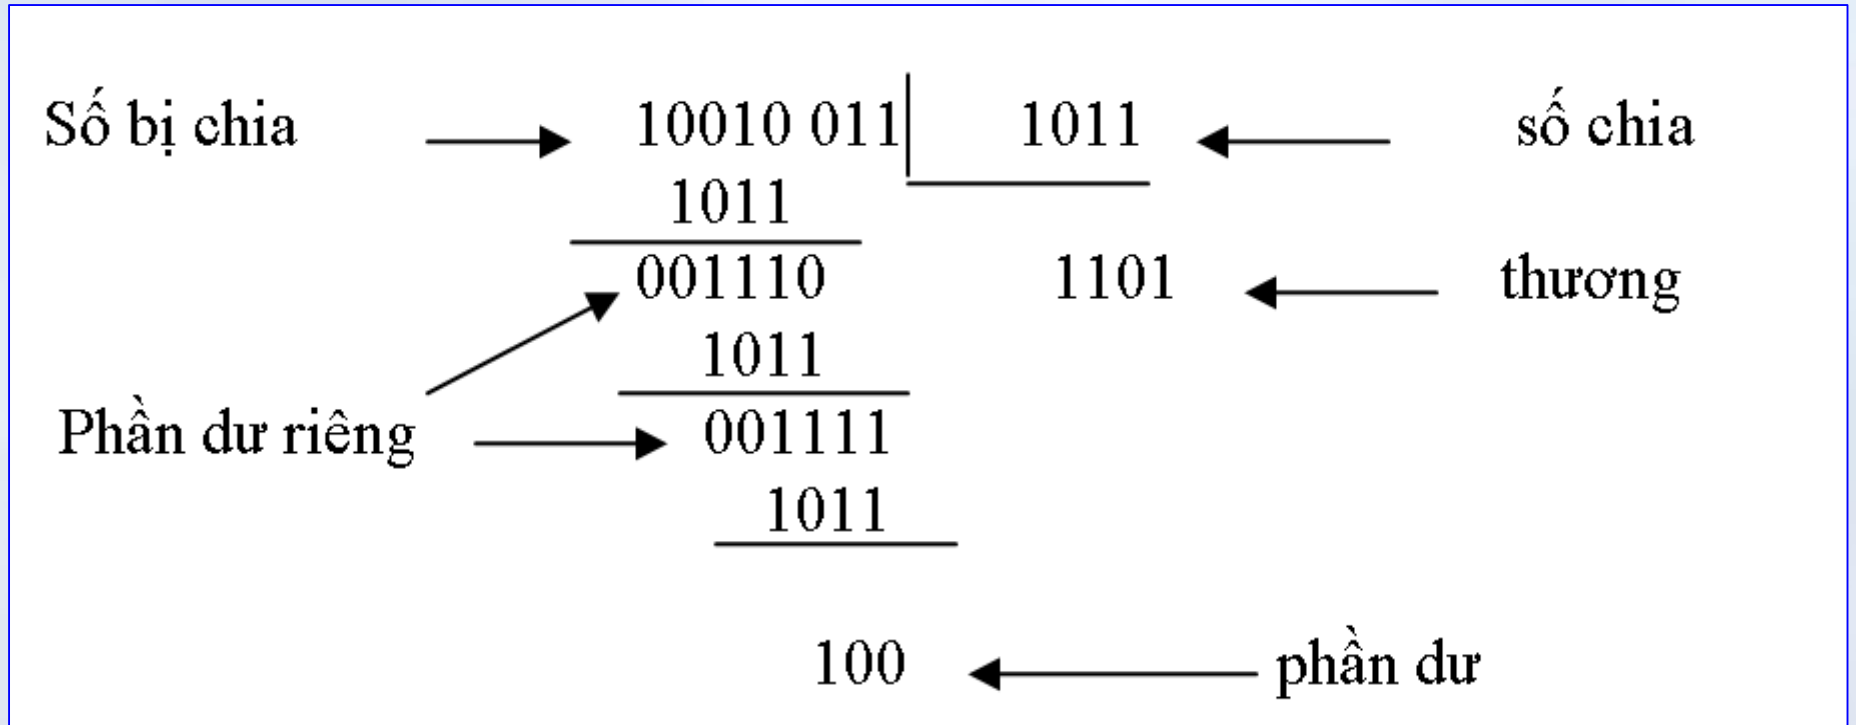 Số bị chia 10010 011 1011 số chia
1011
001110 1101 thương
1011
Phần dư riêng 001111
1011
100 phần dư